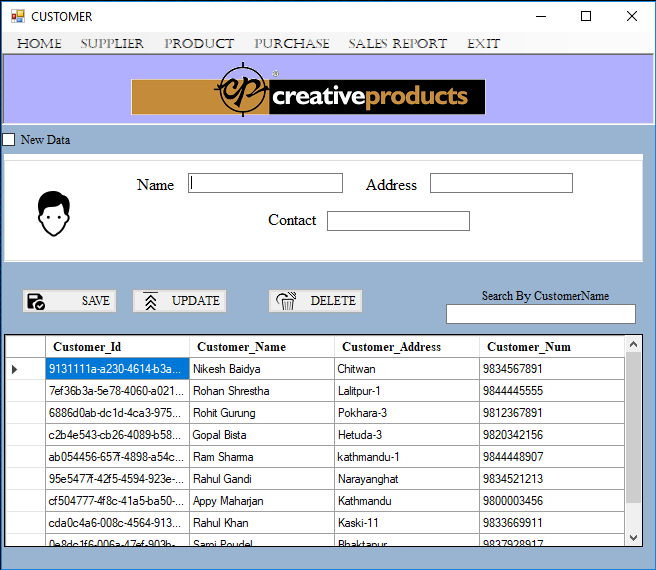 CUSTOMER
HOME SUPPLIER PRODUCT PURCHASE SALES REPORT EXIT
cp creativeproducts
New Data
Name Address
Contact
SAVE UPDATE DELETE
Search By CustomerName
Customer_Id Customer_Name Customer_Address Customer_Num
9131111a-a230-4614-b3a... Nikesh Baidya Chitwan 9834567891
7ef36b3a-5e78-4060-a021... Rohan Shrestha Lalitpur-1 9844445555
6886d0ab-dc1d-4ca3-975... Rohit Gurung Pokhara-3 9812367891
c2b4e543-cb26-4089-b58... Gopal Bista Hetuda-3 9820342156
ab054456-657f-4898-a54c... Ram Sharma kathmandu-1 9844448907
95e5477f-42f5-4594-923e-... Rahul Gandi Narayanghat 9834521213
cf504777-4f8c-41a5-ba50-... Appy Maharjan Kathmandu 9800003456
cda0c4a6-008c-4564-913... Rahul Khan Kaski-11 9833669911
0e8dc1f6-006a-47ef-903b-... Saroj Poudel Bhaktapur 9837928917